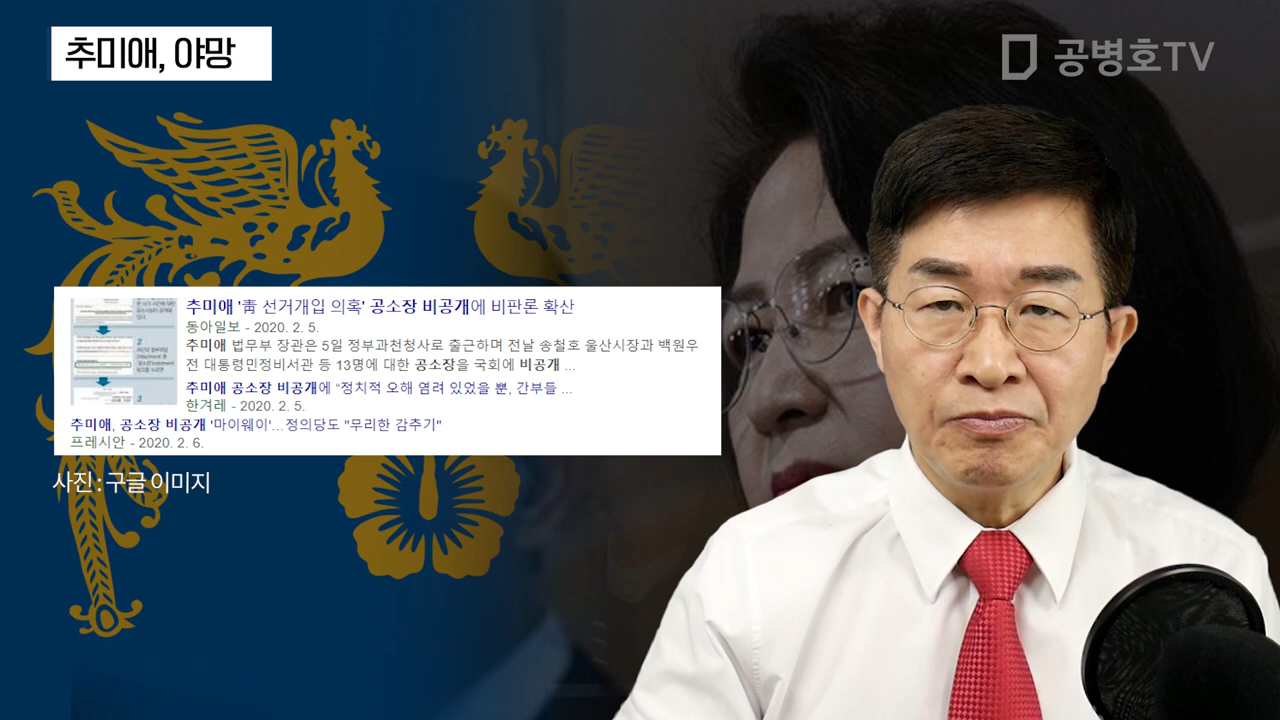 추미애, 야망
공병호TV
추미애 '靑 선거개입 의혹' 공소장 비공개에 비판론 확산
동아일보 - 2020. 2. 5.
추미애 법무부 장관은 5일 정부과천청사로 출근하며 전날 송철호 울산시장과 백원우
전 대통령민정비서관 등 13명에 대한 공소장을 국회에 비공개 ...
추미애 공소장 비공개에 "정치적 오해 염려 있었을 뿐, 간부들 ...
한겨레 - 2020. 2. 5.
추미애, 공소장 비공개 '마이웨이'...정의당도 "무리한 감추기"
프레시안 - 2020. 2. 6.
사진 : 구글 이미지